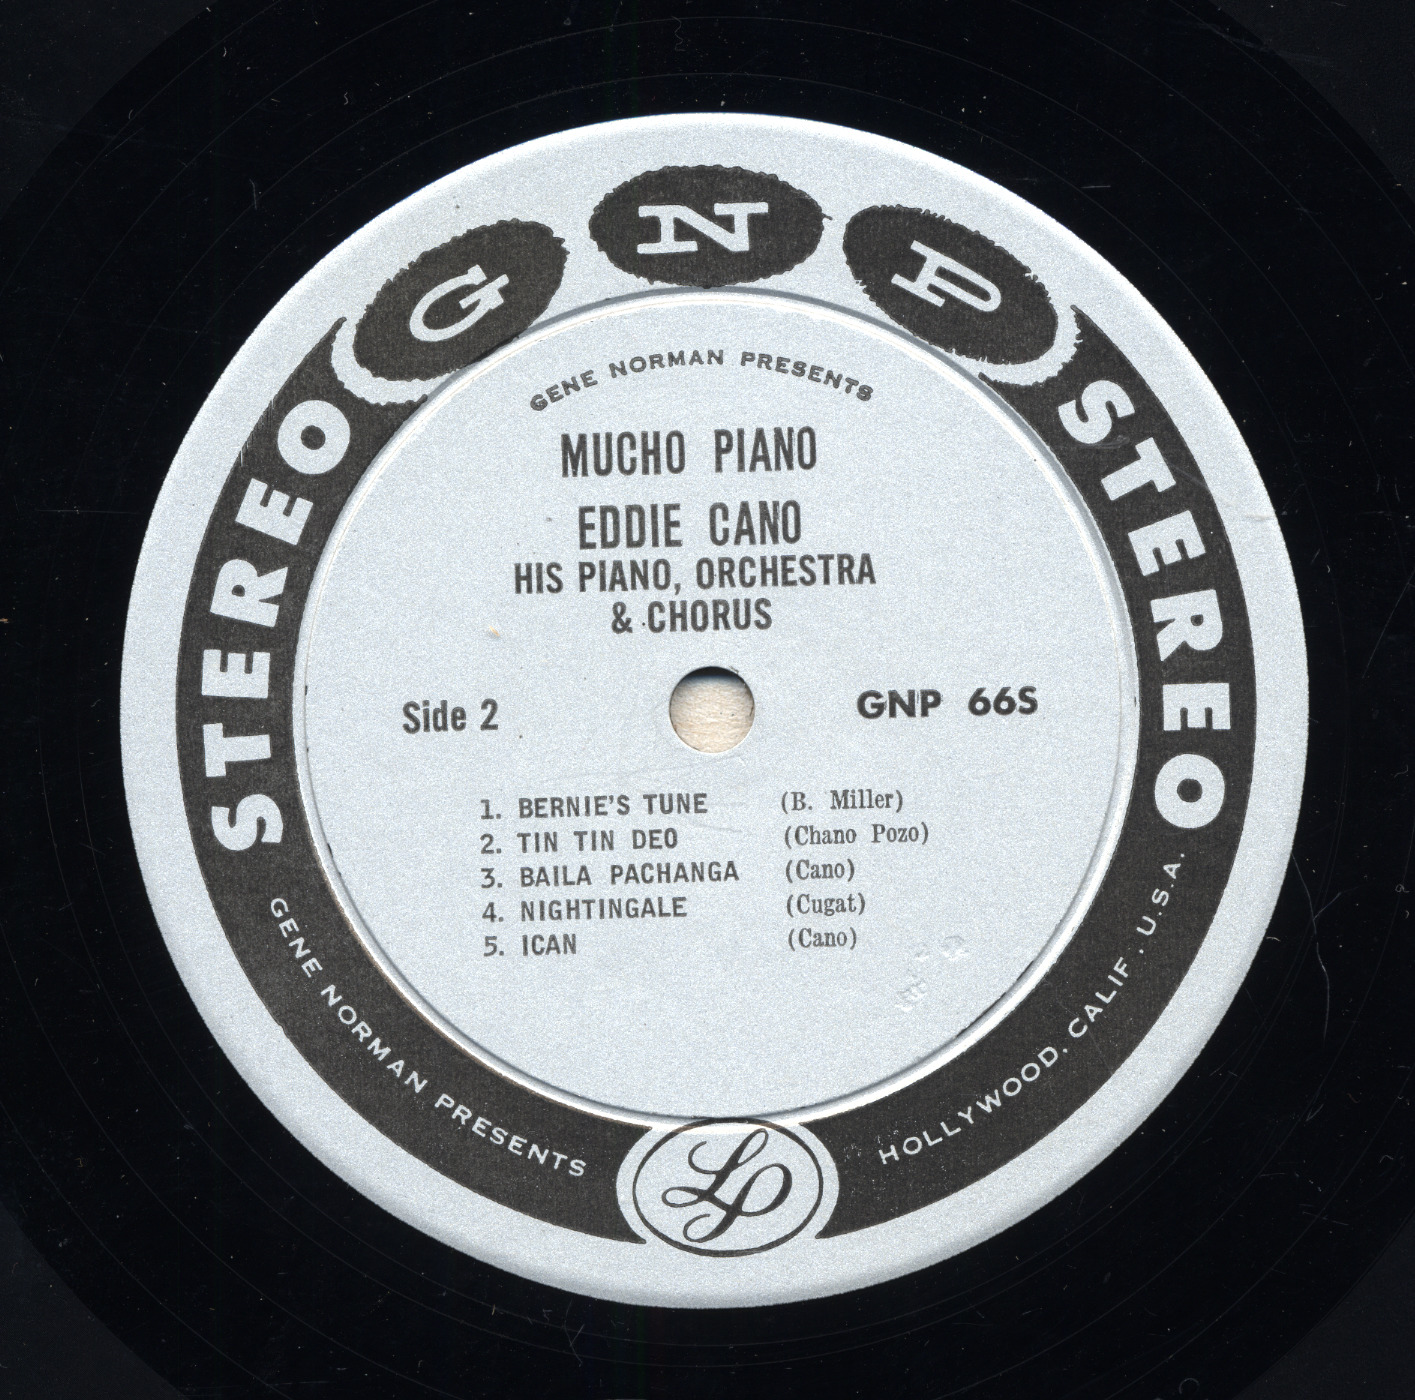 G N P
STEREO
STEREO
GENE NORMAN PRESENTS
MUCHO PIANO
EDDIE CANO
HIS PIANO, ORCHESTRA
& CHORUS
Side 2
GNP 66S
1. BERNIE'S TUNE (B. Miller)
2. TIN TIN DEO (Chano Pozo)
3. BAILA PACHANGA (Cano)
4. NIGHTINGALE (Cugat)
5. ICAN (Cano)
GENE NORMAN PRESENTS
LP
HOLLYWOOD, CALIF. U.S.A.